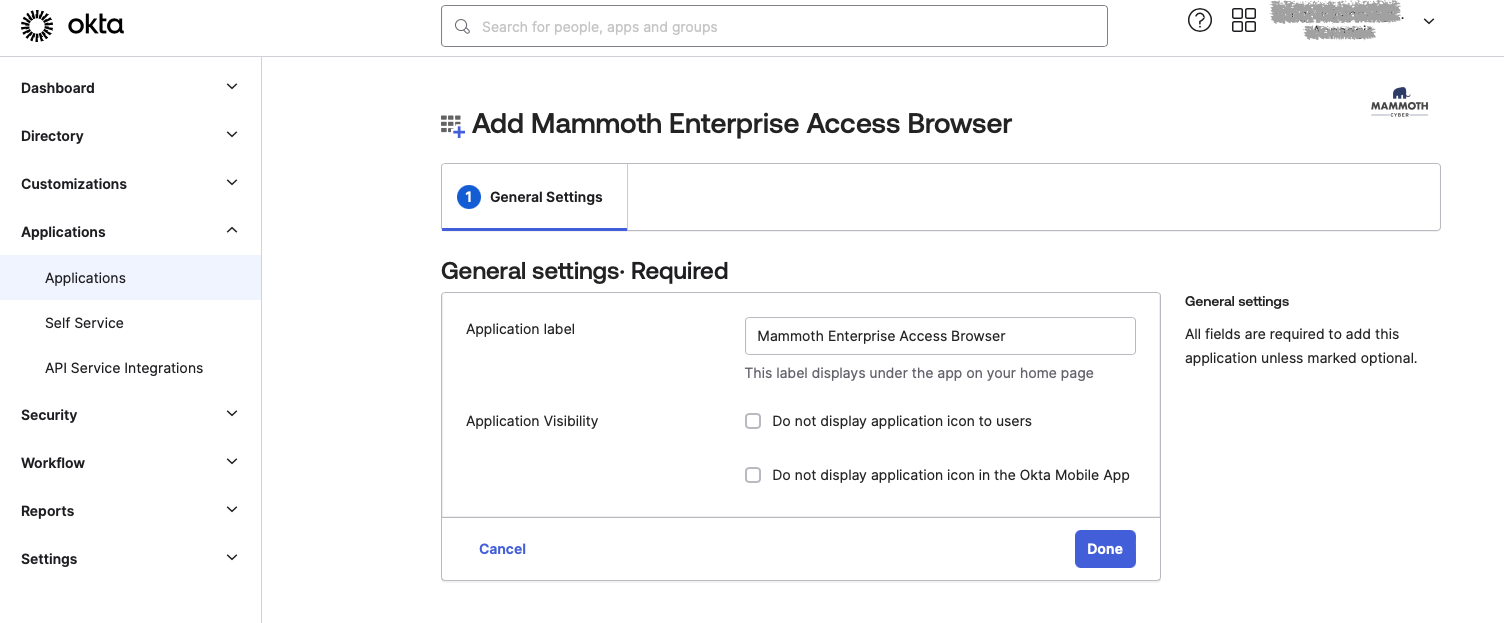 okta
Search for people, apps and groups
Dashboard
Directory
Customizations
Applications
Applications
Self Service
API Service Integrations
Security
Workflow
Reports
Settings
Add Mammoth Enterprise Access Browser
MAMMOTH
CYBER
1 General Settings
General settings· Required
Application label
Mammoth Enterprise Access Browser
This label displays under the app on your home page
Application Visibility
Do not display application icon to users
Do not display application icon in the Okta Mobile App
Cancel
Done
General settings
All fields are required to add this
application unless marked optional.